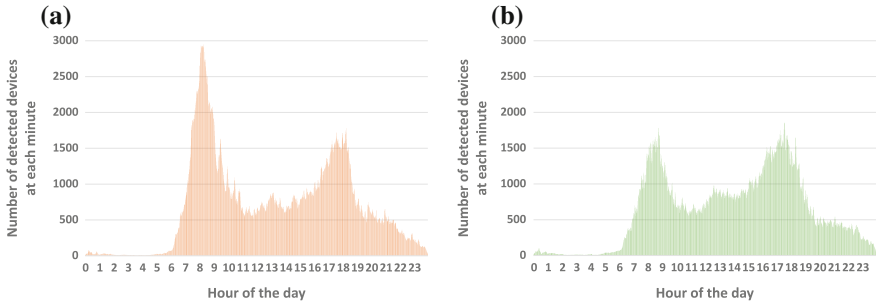 (a)
Number of detected devices
at each minute
3000
2500
2000
1500
1000
500
0
0 1 2 3 4 5 6 7 8 9 10 11 12 13 14 15 16 17 18 19 20 21 22 23
Hour of the day
(b)
Number of detected devices
at each minute
3000
2500
2000
1500
1000
500
0
0 1 2 3 4 5 6 7 8 9 10 11 12 13 14 15 16 17 18 19 20 21 22 23
Hour of the day